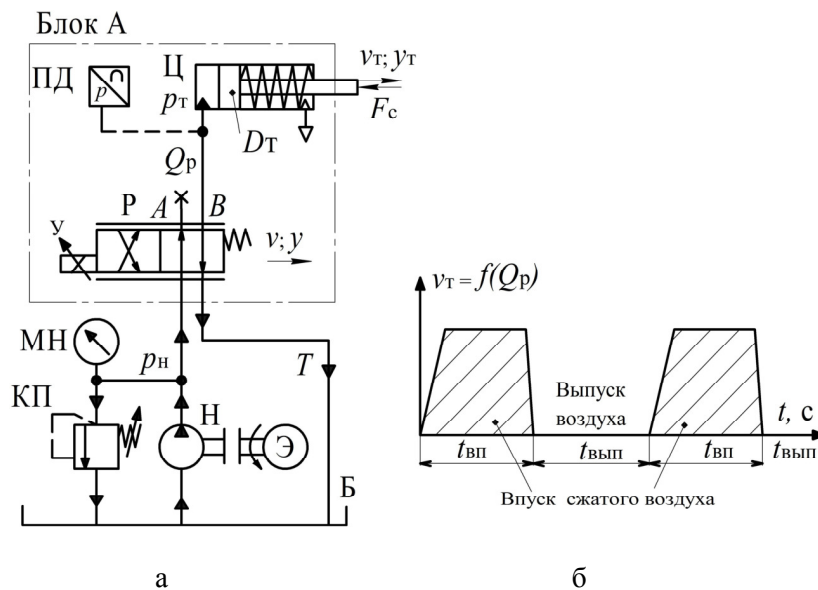 Блок А
ПД
p
Ц
pт
vт; yт
Fс
Dт
Qр
Р
A
B
У
v; y
МН
pн
T
КП
Н
Э
Б
а
vт = f(Qр)
Выпуск
воздуха
t, с
tвп
tвып
tвп
tвып
Впуск сжатого воздуха
б